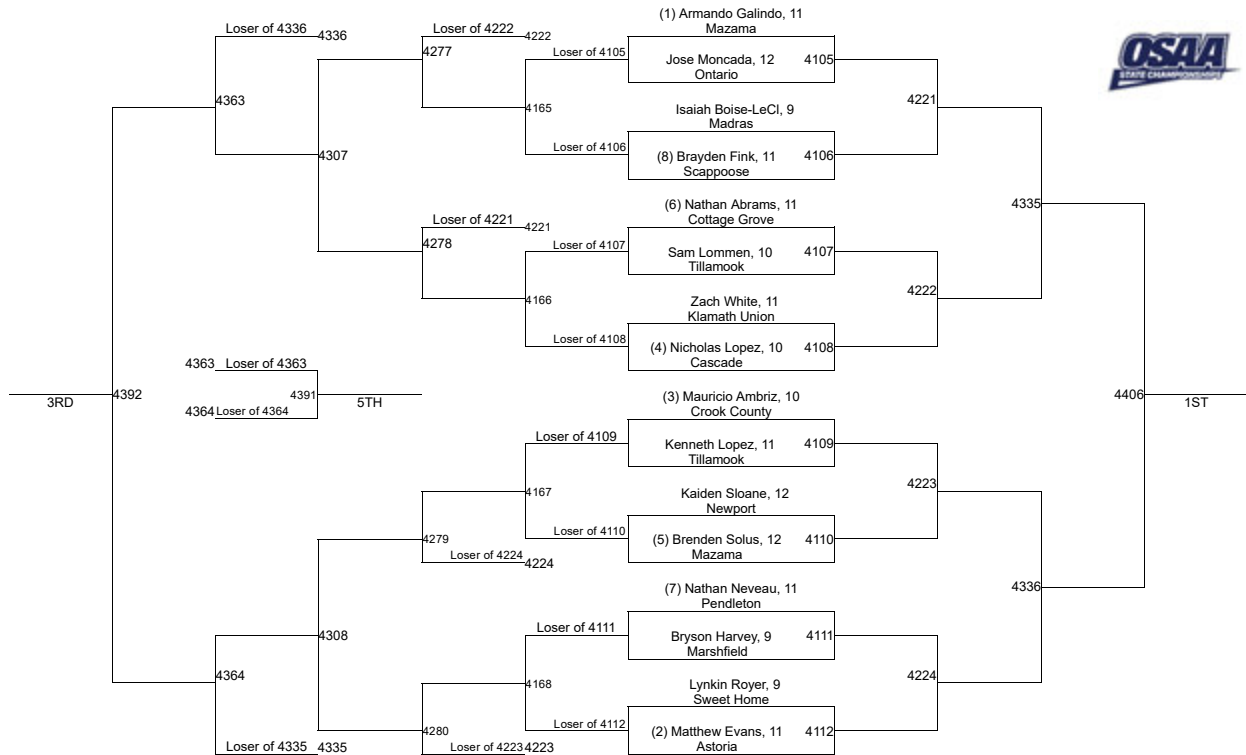 (1) Armando Galindo, 11
Mazama
Loser of 4336 4336
Loser of 4222 4222
4277
Loser of 4105
Jose Moncada, 12 4105
Ontario
OSAA
STATE CHAMPIONSHIPS
4363
4165
4221
Isaiah Boise-LeCl, 9
Madras
4307
Loser of 4106
(8) Brayden Fink, 11 4106
Scappoose
(6) Nathan Abrams, 11
Cottage Grove
4335
Loser of 4221 4221
4278
Loser of 4107
Sam Lommen, 10 4107
Tillamook
4166
4222
Zach White, 11
Klamath Union
Loser of 4108
(4) Nicholas Lopez, 10 4108
Cascade
4363 Loser of 4363
3RD
4392
4391
5TH
(3) Mauricio Ambriz, 10
Crook County
4406
1ST
4364 Loser of 4364
Loser of 4109
Kenneth Lopez, 11 4109
Tillamook
4167
4223
Kaiden Sloane, 12
Newport
4279
Loser of 4110
(5) Brenden Solus, 12 4110
Mazama
Loser of 4224 4224
(7) Nathan Neveau, 11
Pendleton
4336
4308
Loser of 4111
Bryson Harvey, 9 4111
Marshfield
4364
4168
4224
Lynkin Royer, 9
Sweet Home
4280
Loser of 4112
(2) Matthew Evans, 11 4112
Astoria
Loser of 4335 4335
Loser of 4223 4223